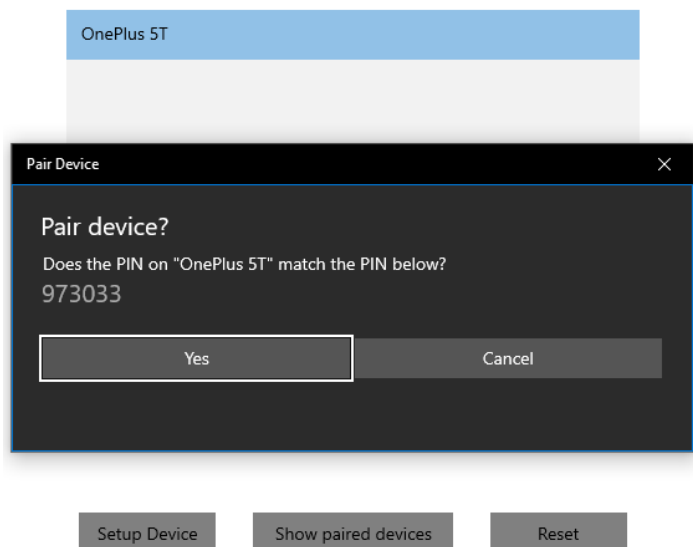 OnePlus 5T
Pair Device
Pair device?
Does the PIN on "OnePlus 5T" match the PIN below?
973033
Yes
Cancel
Setup Device
Show paired devices
Reset